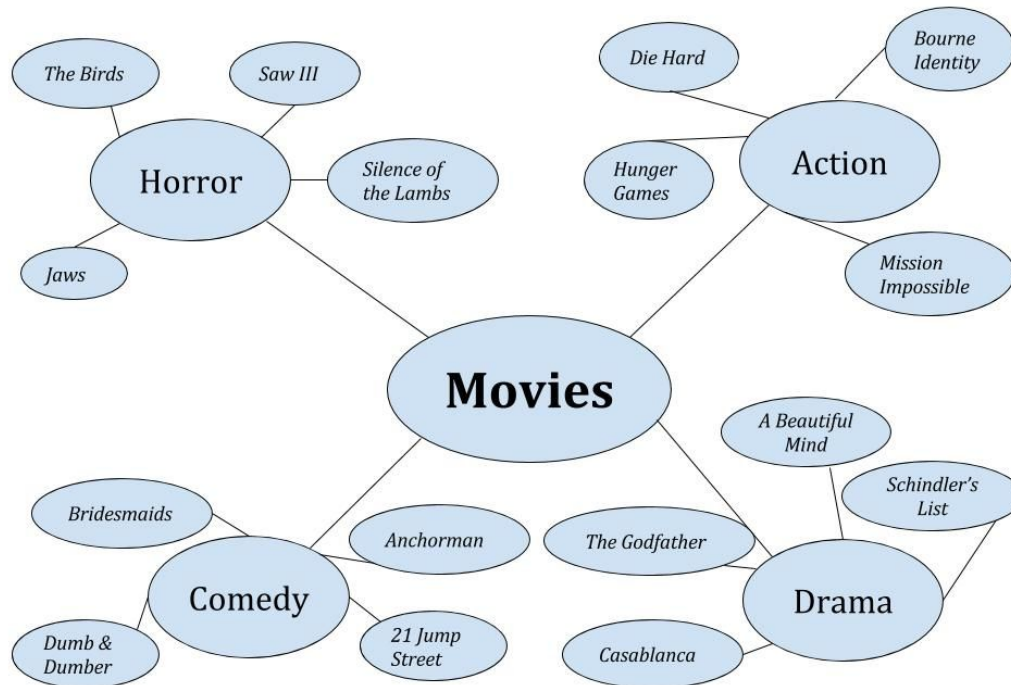 The Birds
Saw III
Horror
Silence of
the Lambs
Jaws
Die Hard
Bourne
Identity
Action
Hunger
Games
Mission
Impossible
Movies
Bridesmaids
Anchorman
Comedy
Dumb &
Dumber
21 Jump
Street
A Beautiful
Mind
Schindler’s
List
The Godfather
Drama
Casablanca